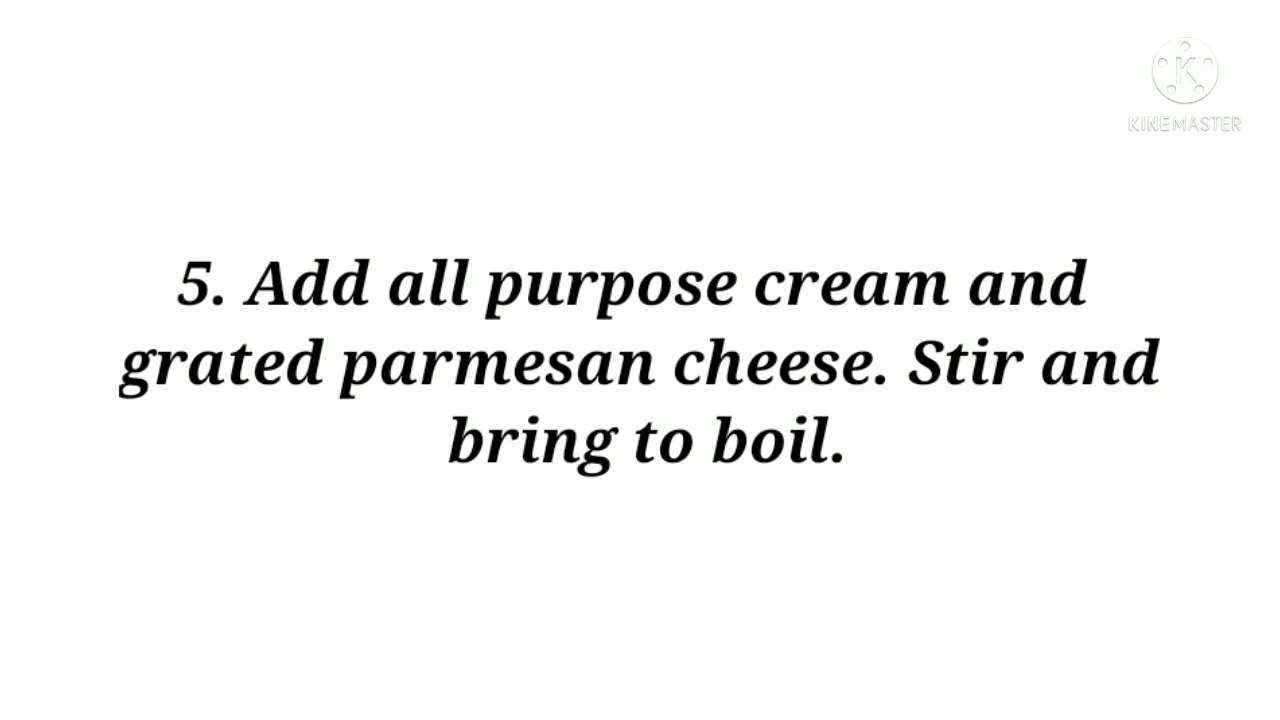 K
KINEMASTER
5. Add all purpose cream and
grated parmesan cheese. Stir and
bring to boil.